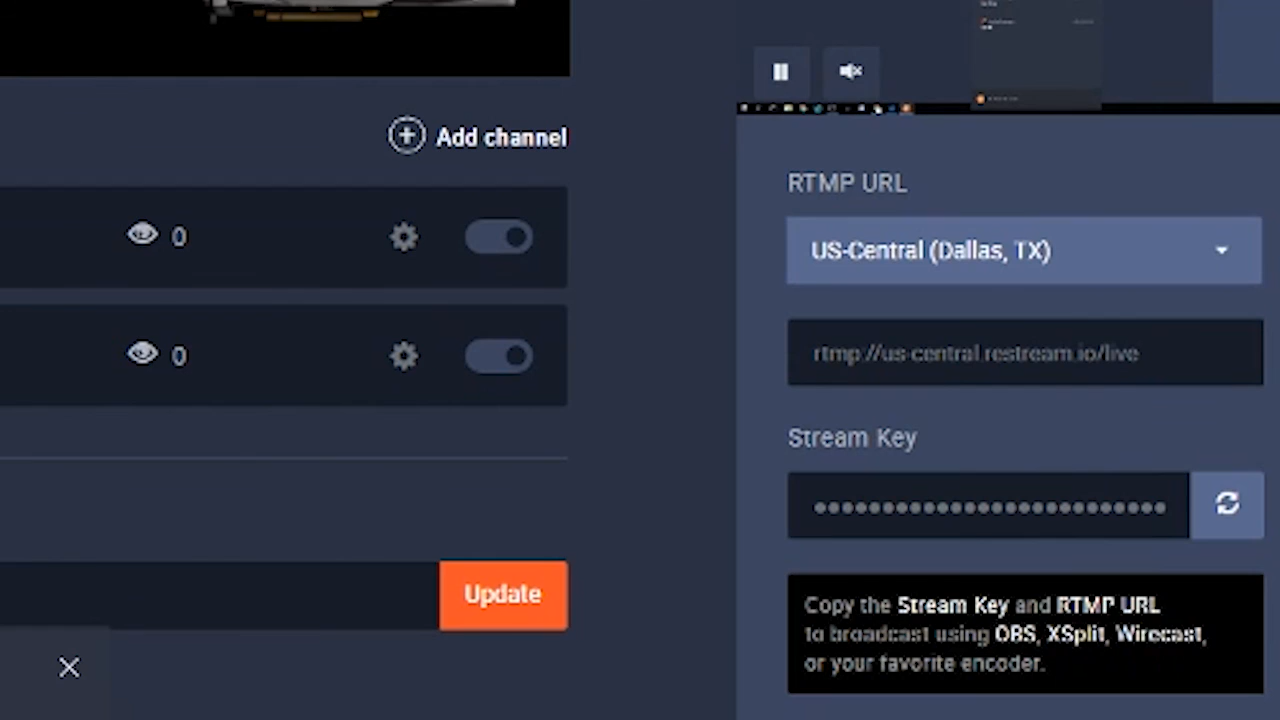 Add channel
0
0
Update
RTMP URL
US-Central (Dallas, TX)
rtmp://us-central.restream.io/live
Stream Key
Copy the Stream Key and RTMP URL
to broadcast using OBS, XSplit, Wirecast,
or your favorite encoder.